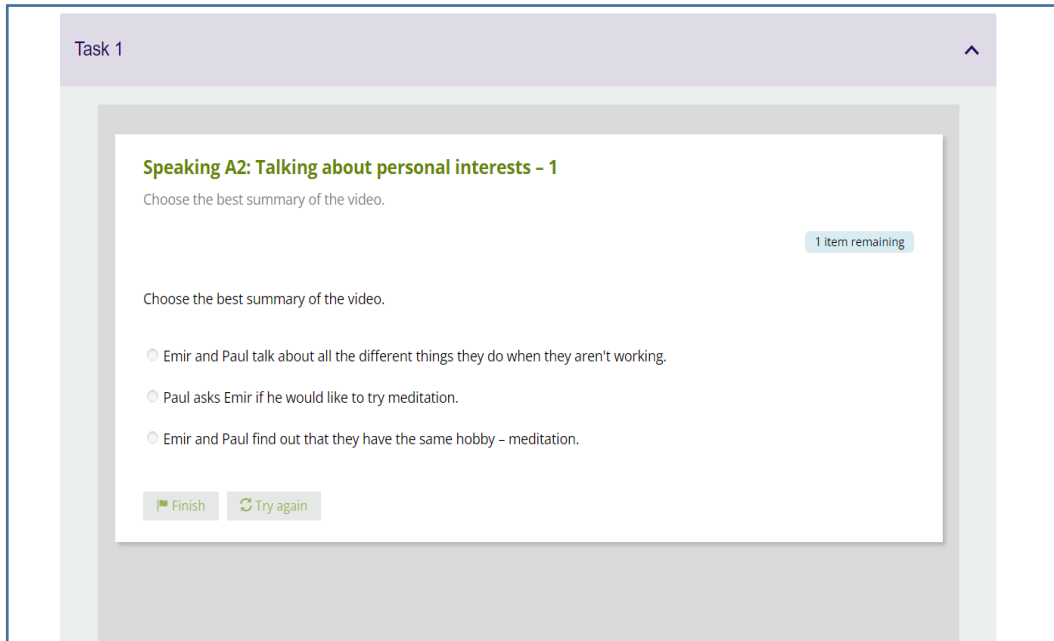 Task 1
Speaking A2: Talking about personal interests – 1
Choose the best summary of the video.
1 item remaining
Choose the best summary of the video.
Emir and Paul talk about all the different things they do when they aren't working.
Paul asks Emir if he would like to try meditation.
Emir and Paul find out that they have the same hobby – meditation.
Finish
Try again